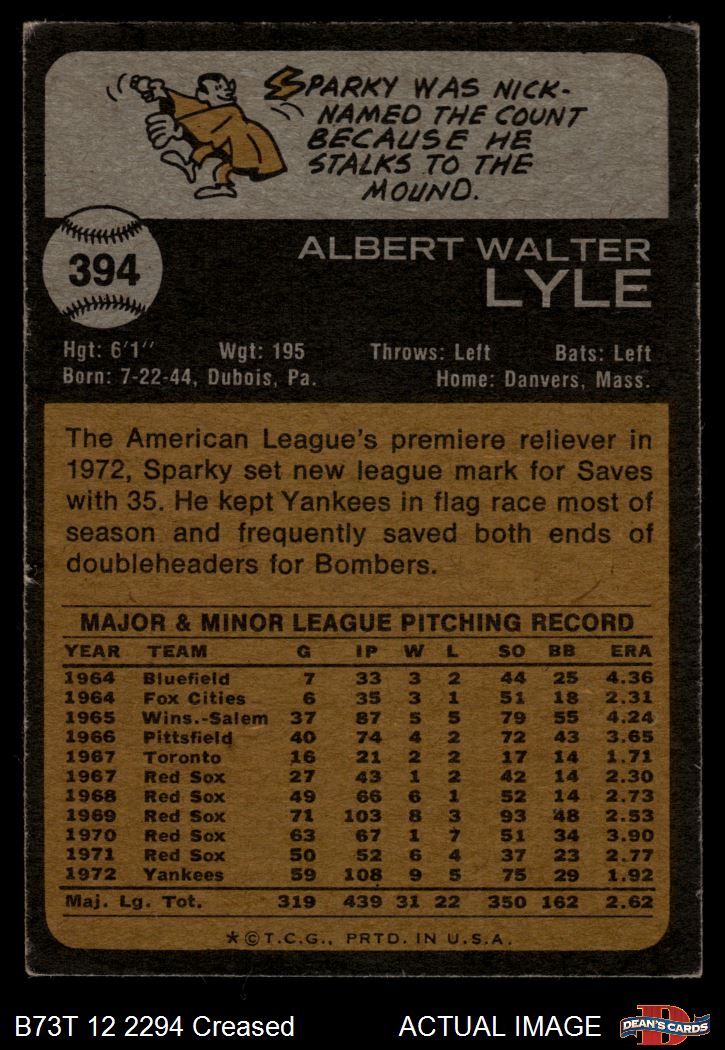 SPARKY WAS NICK-
NAMED THE COUNT
BECAUSE HE
STALKS TO THE
MOUND.
394
ALBERT WALTER
LYLE
Hgt: 6'1" Wgt: 195 Throws: Left Bats: Left
Born: 7-22-44, Dubois, Pa. Home: Danvers, Mass.
The American League's premiere reliever in
1972, Sparky set new league mark for Saves
with 35. He kept Yankees in flag race most of
season and frequently saved both ends of
doubleheaders for Bombers.
MAJOR & MINOR LEAGUE PITCHING RECORD
YEAR TEAM G IP W L SO BB ERA
1964 Bluefield 7 33 3 2 44 25 4.36
1964 Fox Cities 6 35 3 1 51 18 2.31
1965 Wins.-Salem 37 87 5 5 79 55 4.24
1966 Pittsfield 40 74 4 2 72 43 3.65
1967 Toronto 16 21 2 2 17 14 1.71
1967 Red Sox 27 43 1 2 42 14 2.30
1968 Red Sox 49 66 6 1 52 14 2.73
1969 Red Sox 71 103 8 3 93 48 2.53
1970 Red Sox 63 67 1 7 51 34 3.90
1971 Red Sox 50 52 6 4 37 23 2.77
1972 Yankees 59 108 9 5 75 29 1.92
Maj. Lg. Tot. 319 439 31 22 350 162 2.62
*©T.C.G., PRTD. IN U.S.A.
B73T 12 2294 Creased ACTUAL IMAGE D DEAN'S CARDS